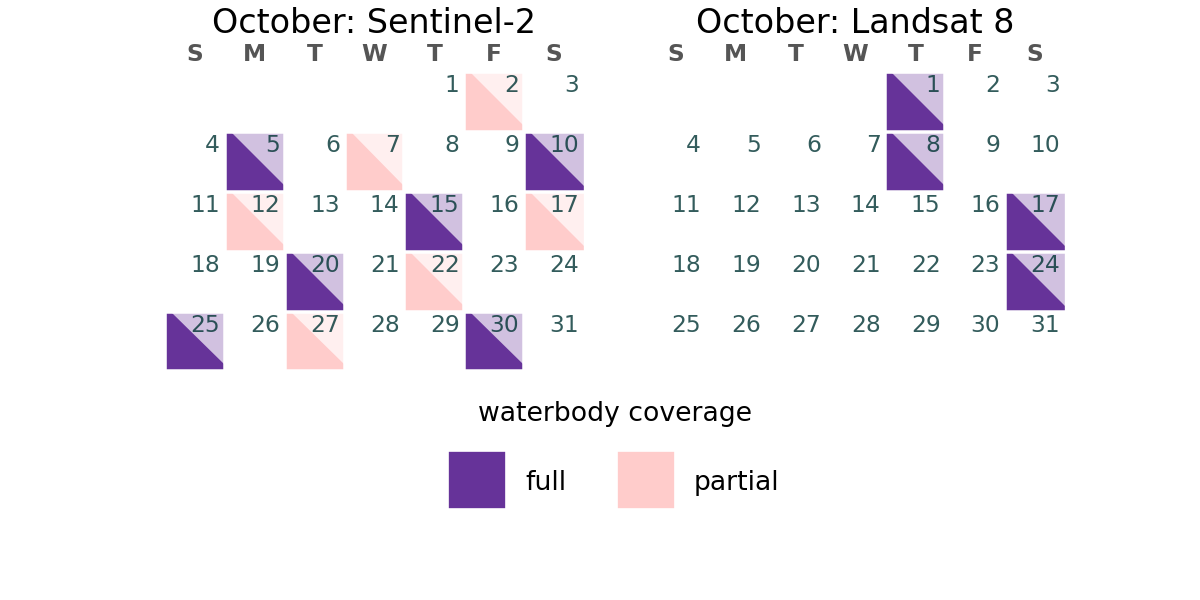 October: Sentinel-2
S M T W T F S
1 2 3
4 5 6 7 8 9 10
11 12 13 14 15 16 17
18 19 20 21 22 23 24
25 26 27 28 29 30 31
October: Landsat 8
S M T W T F S
1 2 3
4 5 6 7 8 9 10
11 12 13 14 15 16 17
18 19 20 21 22 23 24
25 26 27 28 29 30 31
waterbody coverage
full
partial